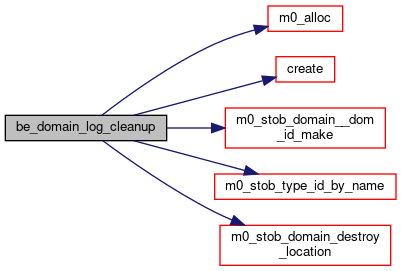 be_domain_log_cleanup
m0_alloc
create
m0_stob_domain__dom
_id_make
m0_stob_type_id_by_name
m0_stob_domain_destroy
_location